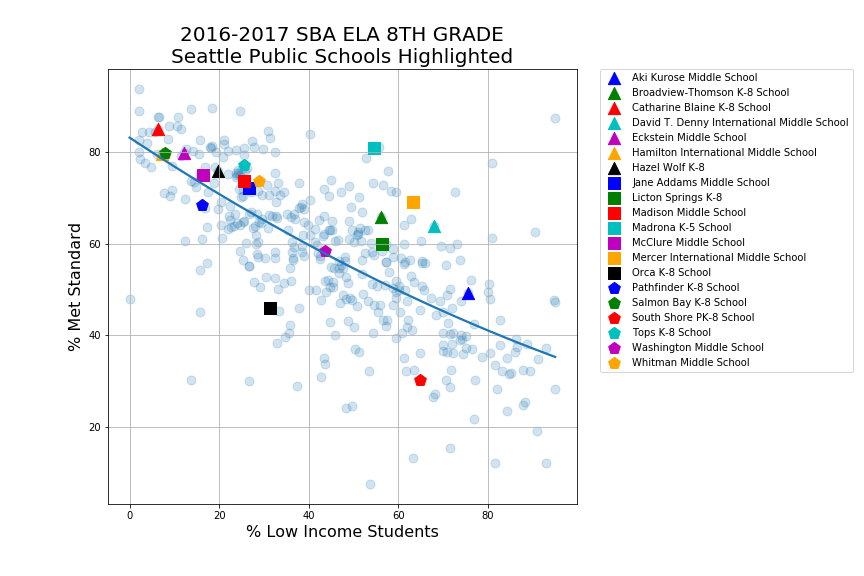 2016-2017 SBA ELA 8TH GRADE
Seattle Public Schools Highlighted
% Met Standard
80
60
40
20
0 20 40 60 80
% Low Income Students
Aki Kurose Middle School
Broadview-Thomson K-8 School
Catharine Blaine K-8 School
David T. Denny International Middle School
Eckstein Middle School
Hamilton International Middle School
Hazel Wolf K-8
Jane Addams Middle School
Licton Springs K-8
Madison Middle School
Madrona K-5 School
McClure Middle School
Mercer International Middle School
Orca K-8 School
Pathfinder K-8 School
Salmon Bay K-8 School
South Shore PK-8 School
Tops K-8 School
Washington Middle School
Whitman Middle School